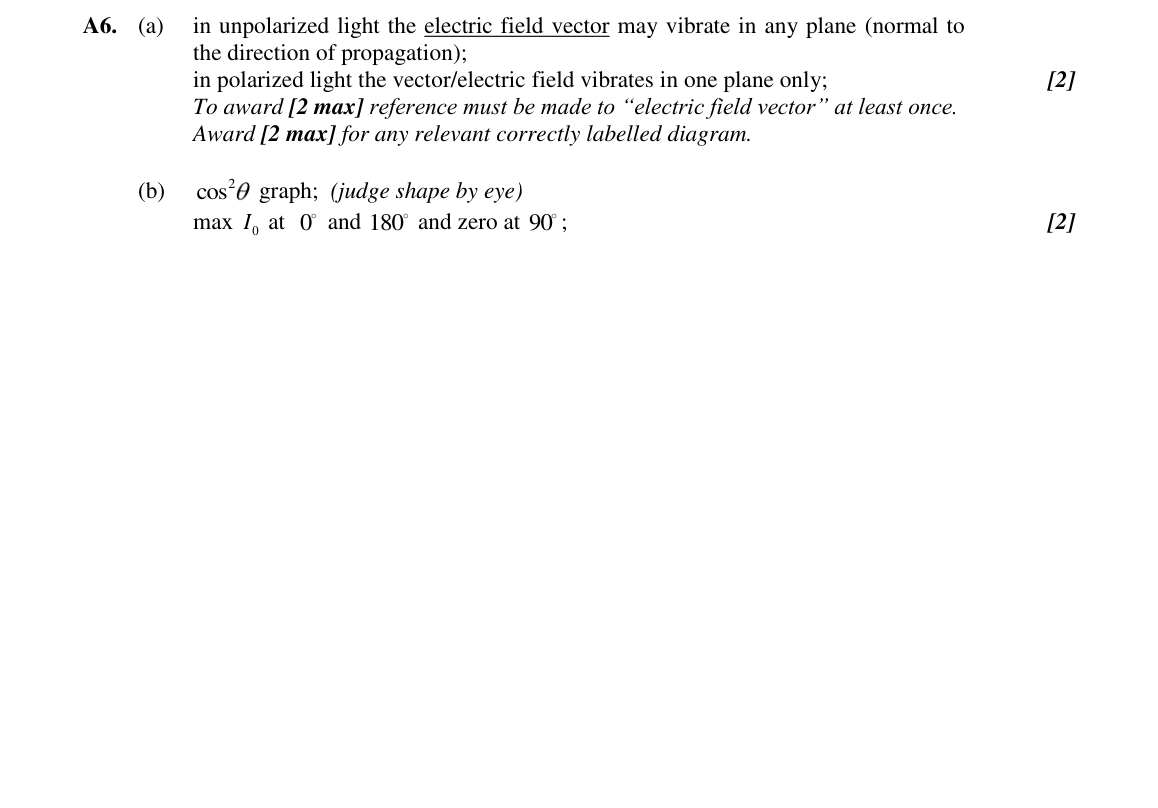 A6. (a) in unpolarized light the electric field vector may vibrate in any plane (normal to
the direction of propagation);
in polarized light the vector/electric field vibrates in one plane only; [2]
To award [2 max] reference must be made to “electric field vector” at least once.
Award [2 max] for any relevant correctly labelled diagram.
(b) cos²θ graph; (judge shape by eye)
max I₀ at 0° and 180° and zero at 90°; [2]